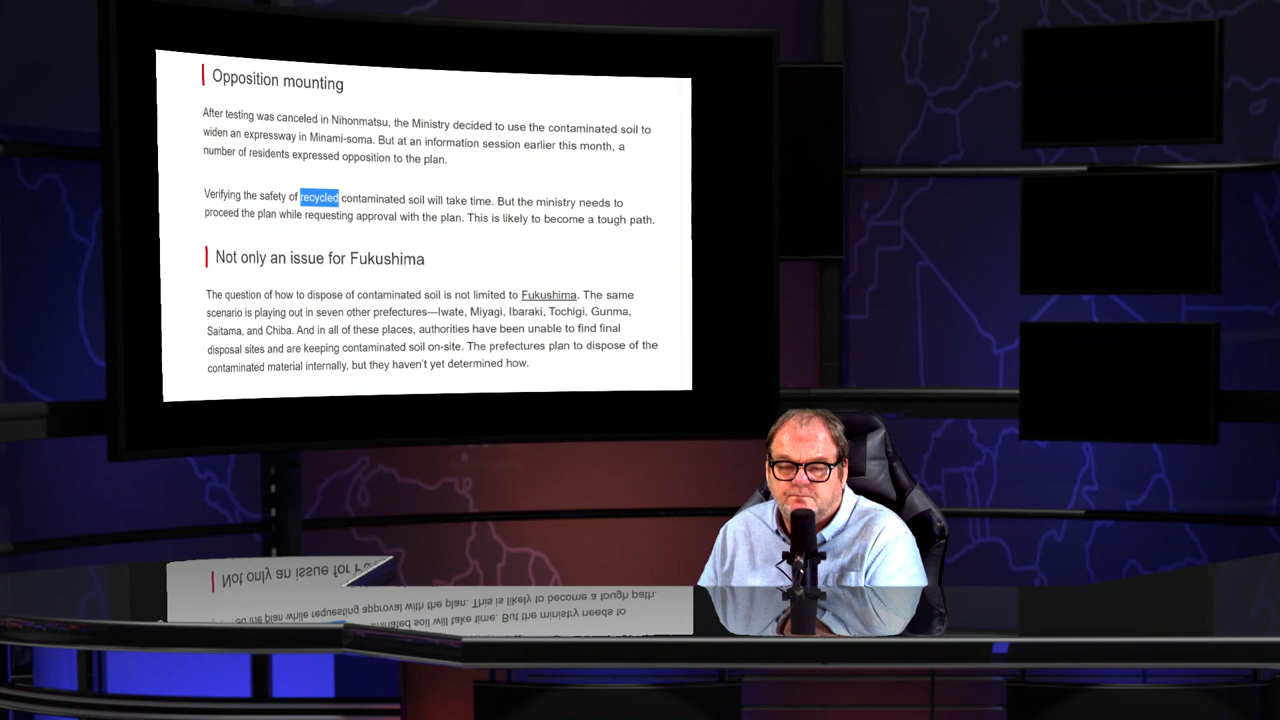 Opposition mounting
After testing was canceled in Nihonmatsu, the Ministry decided to use the contaminated soil to
widen an expressway in Minami-soma. But at an information session earlier this month, a
number of residents expressed opposition to the plan.
Verifying the safety of recycled contaminated soil will take time. But the ministry needs to
proceed the plan while requesting approval with the plan. This is likely to become a tough path.
Not only an issue for Fukushima
The question of how to dispose of contaminated soil is not limited to Fukushima. The same
scenario is playing out in seven other prefectures—Iwate, Miyagi, Ibaraki, Tochigi, Gunma,
Saitama, and Chiba. And in all of these places, authorities have been unable to find final
disposal sites and are keeping contaminated soil on-site. The prefectures plan to dispose of the
contaminated material internally, but they haven't yet determined how.